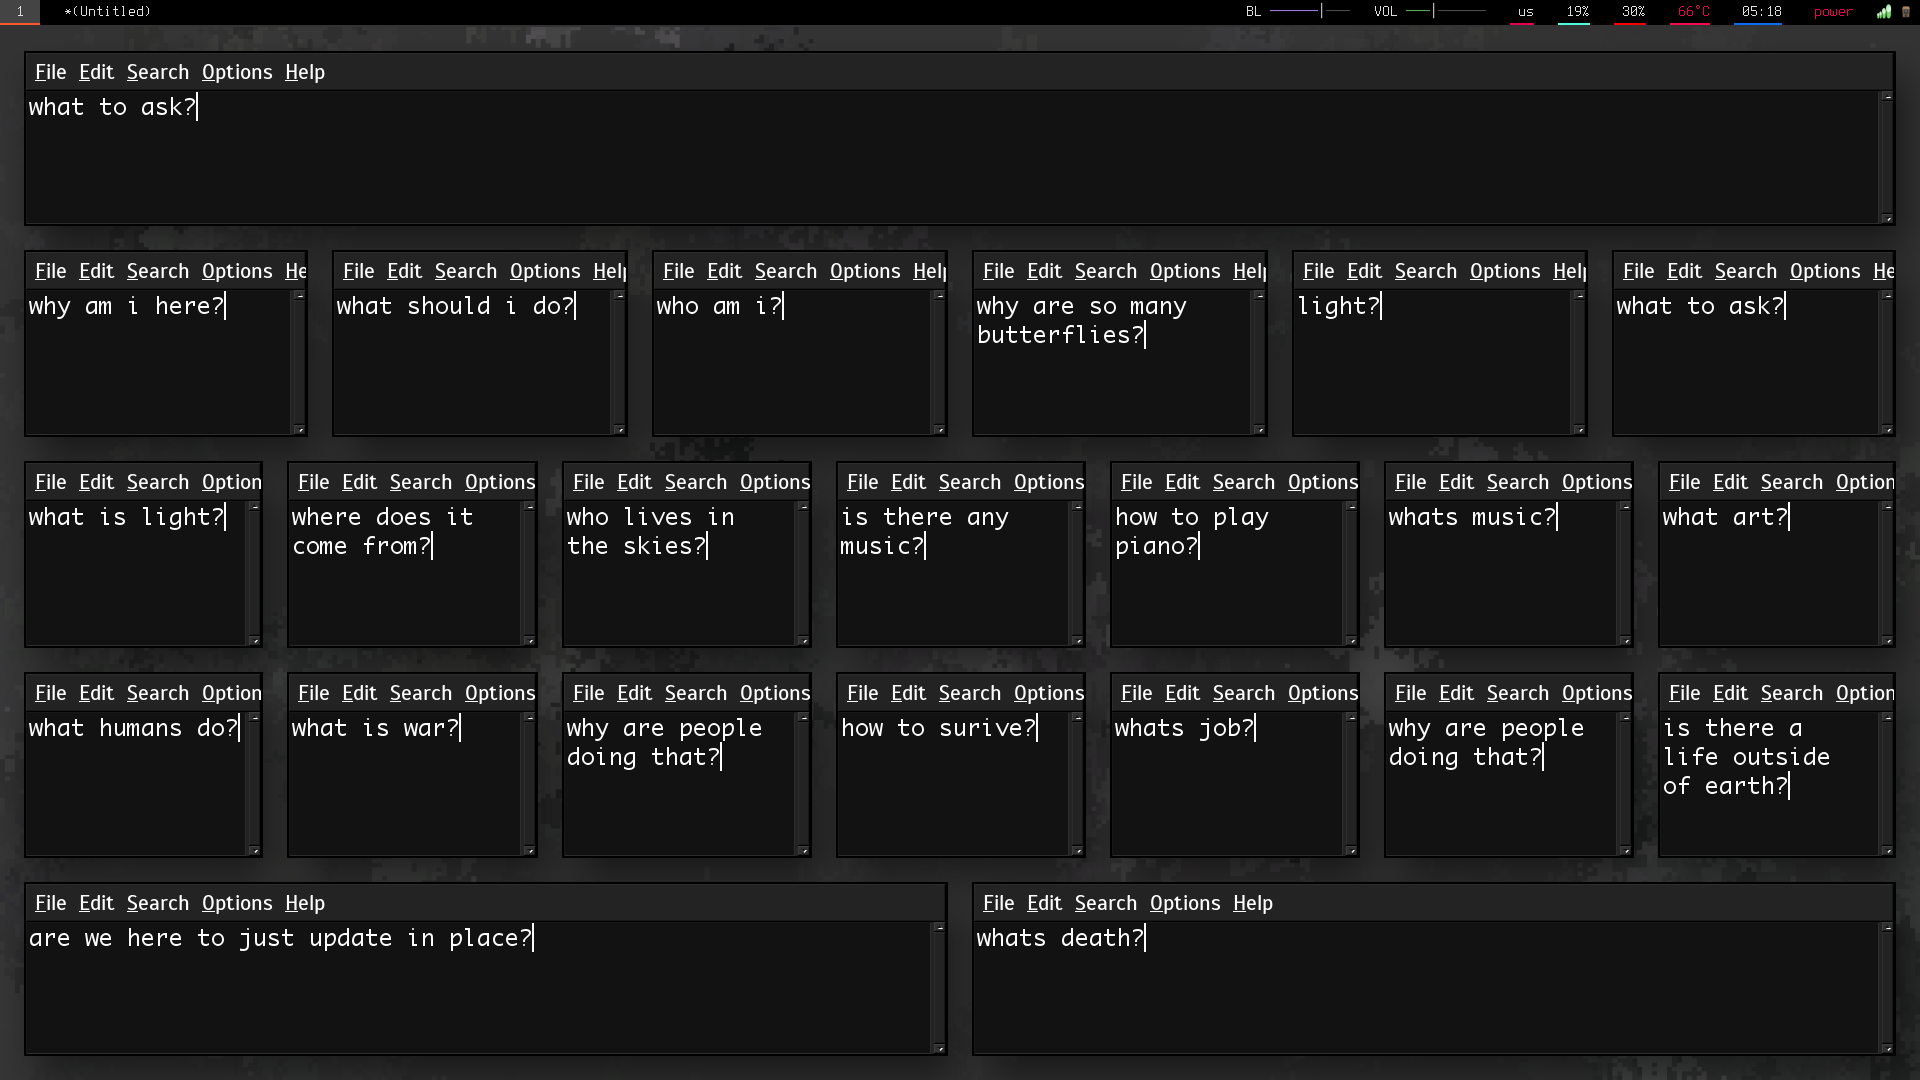 1 *(Untitled) BL VOL us 19% 30% 66°C 05:18 power
File Edit Search Options Help
what to ask?
File Edit Search Options He
why am i here?
File Edit Search Options Help
what should i do?
File Edit Search Options Help
who am i?
File Edit Search Options Help
why are so many
butterflies?
File Edit Search Options Help
light?
File Edit Search Options He
what to ask?
File Edit Search Option
what is light?
File Edit Search Options
where does it
come from?
File Edit Search Options
who lives in
the skies?
File Edit Search Options
is there any
music?
File Edit Search Options
how to play
piano?
File Edit Search Options
whats music?
File Edit Search Option
what art?
File Edit Search Option
what humans do?
File Edit Search Options
what is war?
File Edit Search Options
why are people
doing that?
File Edit Search Options
how to surive?
File Edit Search Options
whats job?
File Edit Search Options
why are people
doing that?
File Edit Search Option
is there a
life outside
of earth?
File Edit Search Options Help
are we here to just update in place?
File Edit Search Options Help
whats death?